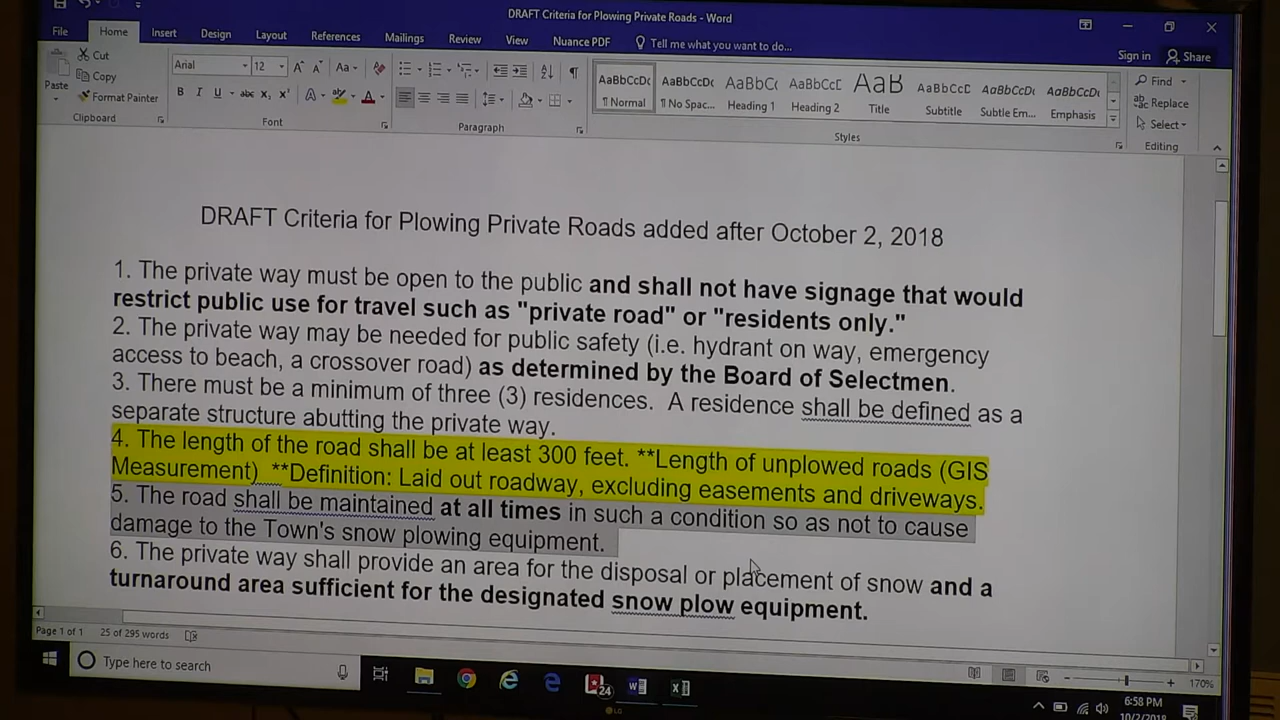 DRAFT Criteria for Plowing Private Roads - Word
File Home Insert Design Layout References Mailings Review View Nuance PDF Tell me what you want to do... Sign in Share
Cut
Copy
Paste
Format Painter
Clipboard
Arial 12
Font
Paragraph
AaBbCcDc AaBbCcDc AaBbC( AaBbCcD AaB AaBbCcD AaBbCcDc AaBbCcDc
¶ Normal ¶ No Spac... Heading 1 Heading 2 Title Subtitle Subtle Em... Emphasis
Styles
Find
Replace
Select
Editing
DRAFT Criteria for Plowing Private Roads added after October 2, 2018
1. The private way must be open to the public and shall not have signage that would
restrict public use for travel such as "private road" or "residents only."
2. The private way may be needed for public safety (i.e. hydrant on way, emergency
access to beach, a crossover road) as determined by the Board of Selectmen.
3. There must be a minimum of three (3) residences. A residence shall be defined as a
separate structure abutting the private way.
4. The length of the road shall be at least 300 feet. **Length of unplowed roads (GIS
Measurement) **Definition: Laid out roadway, excluding easements and driveways.
5. The road shall be maintained at all times in such a condition so as not to cause
damage to the Town's snow plowing equipment.
6. The private way shall provide an area for the disposal or placement of snow and a
turnaround area sufficient for the designated snow plow equipment.
Page 1 of 1 25 of 295 words 170%
Type here to search
24
6:58 PM
10/2/2018
LG